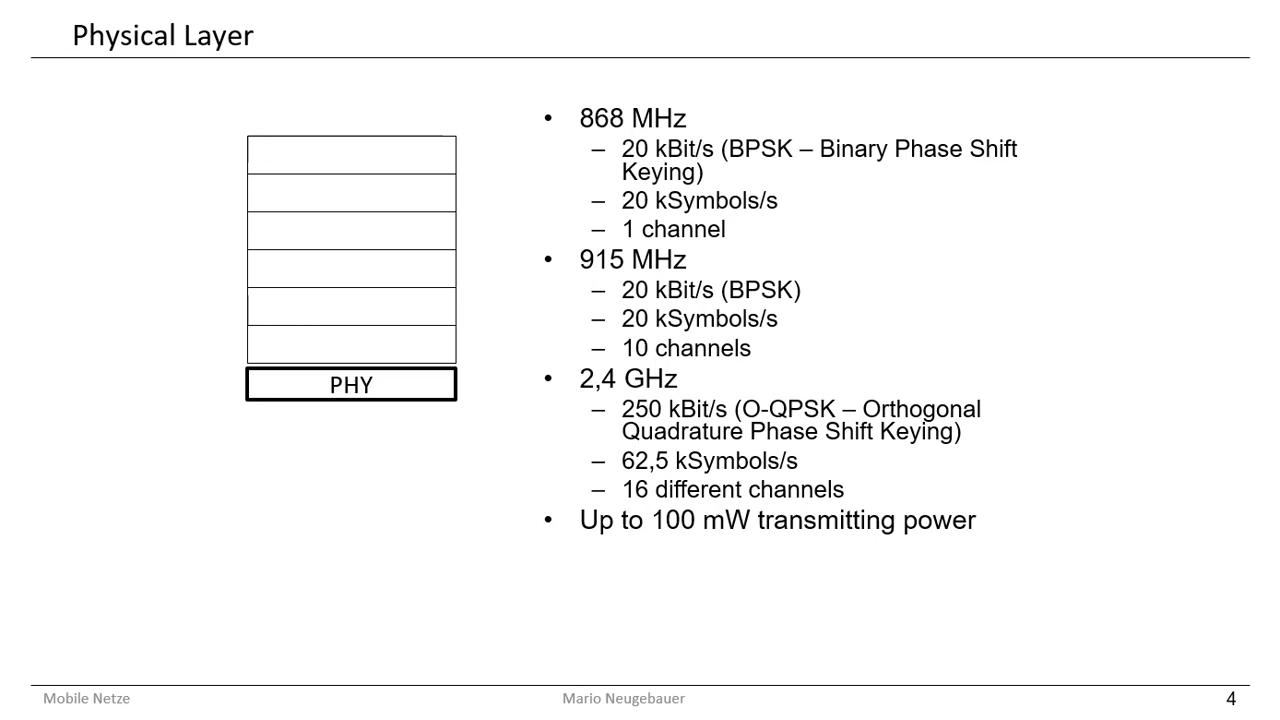 Physical Layer
PHY
• 868 MHz
– 20 kBit/s (BPSK – Binary Phase Shift
Keying)
– 20 kSymbols/s
– 1 channel
• 915 MHz
– 20 kBit/s (BPSK)
– 20 kSymbols/s
– 10 channels
• 2,4 GHz
– 250 kBit/s (O-QPSK – Orthogonal
Quadrature Phase Shift Keying)
– 62,5 kSymbols/s
– 16 different channels
• Up to 100 mW transmitting power
Mobile Netze
Mario Neugebauer
4